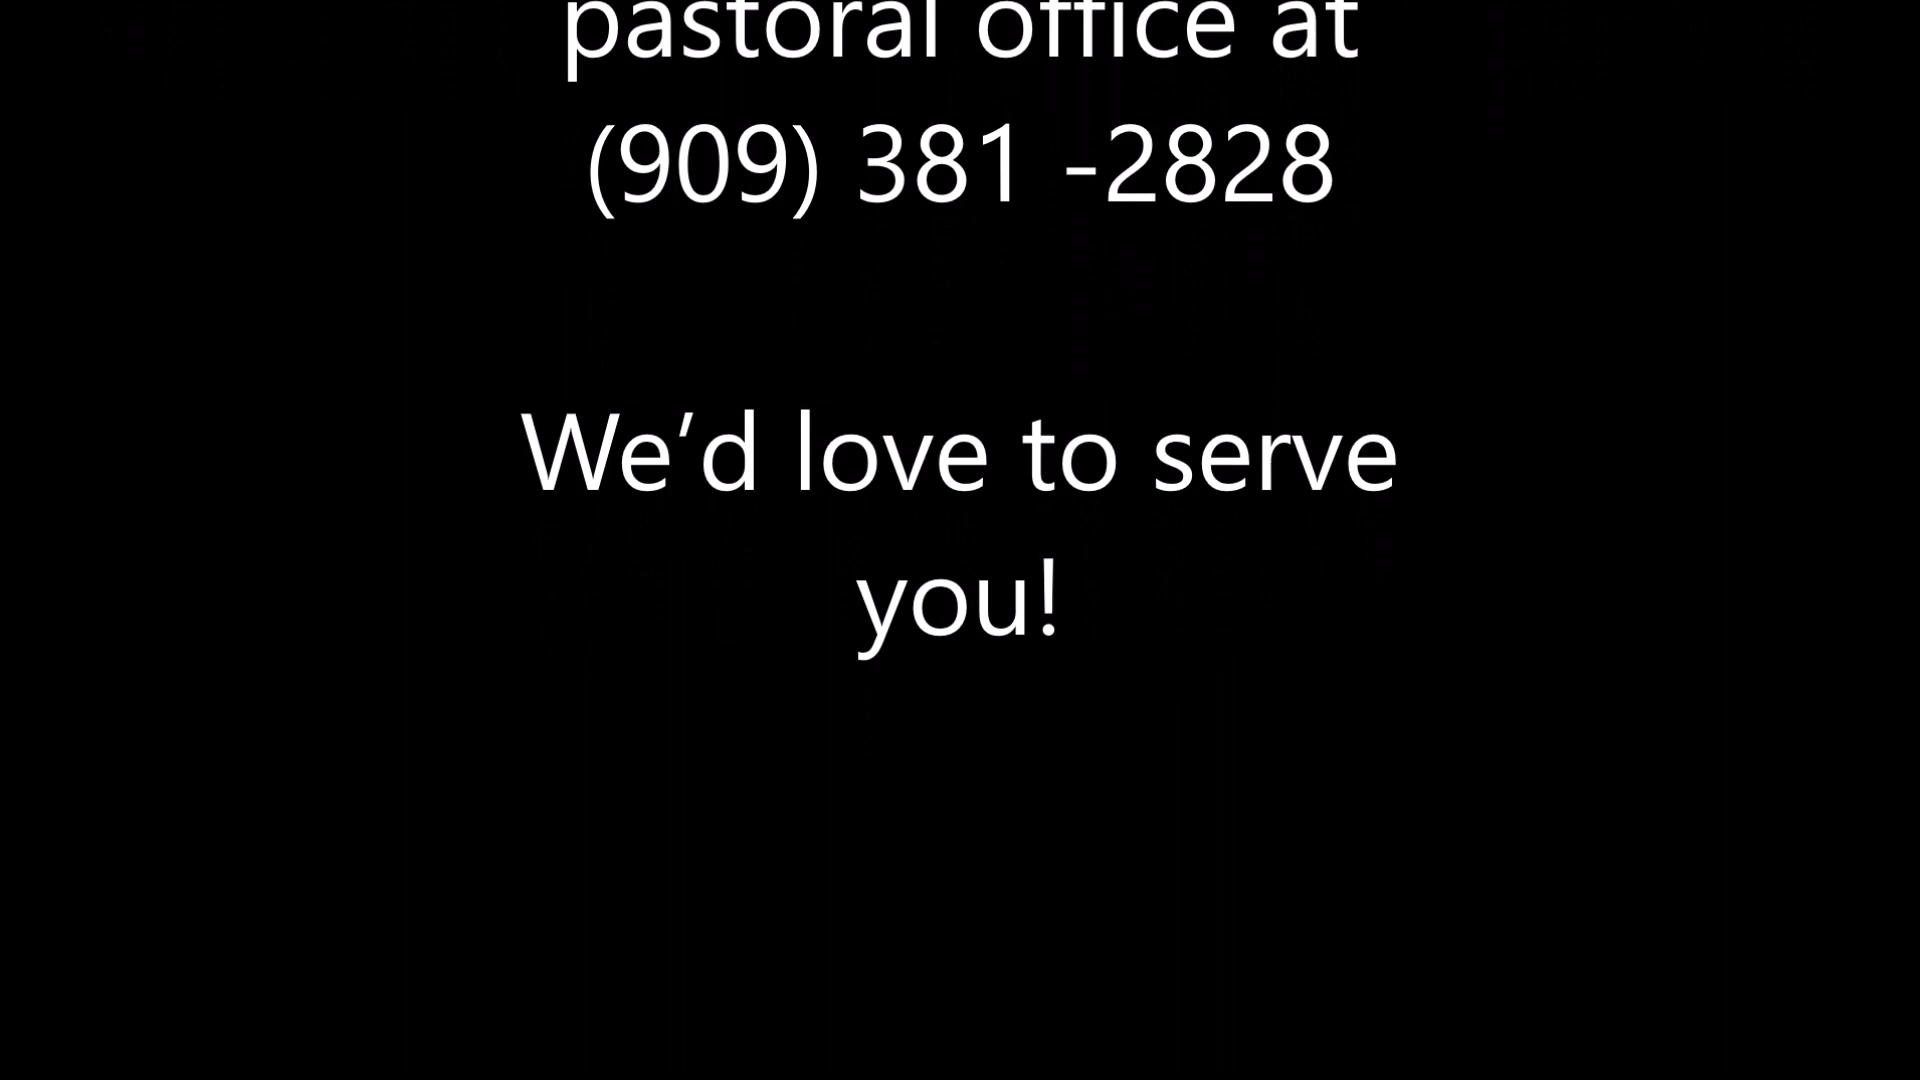 pastoral office at
(909) 381 -2828
We’d love to serve
you!